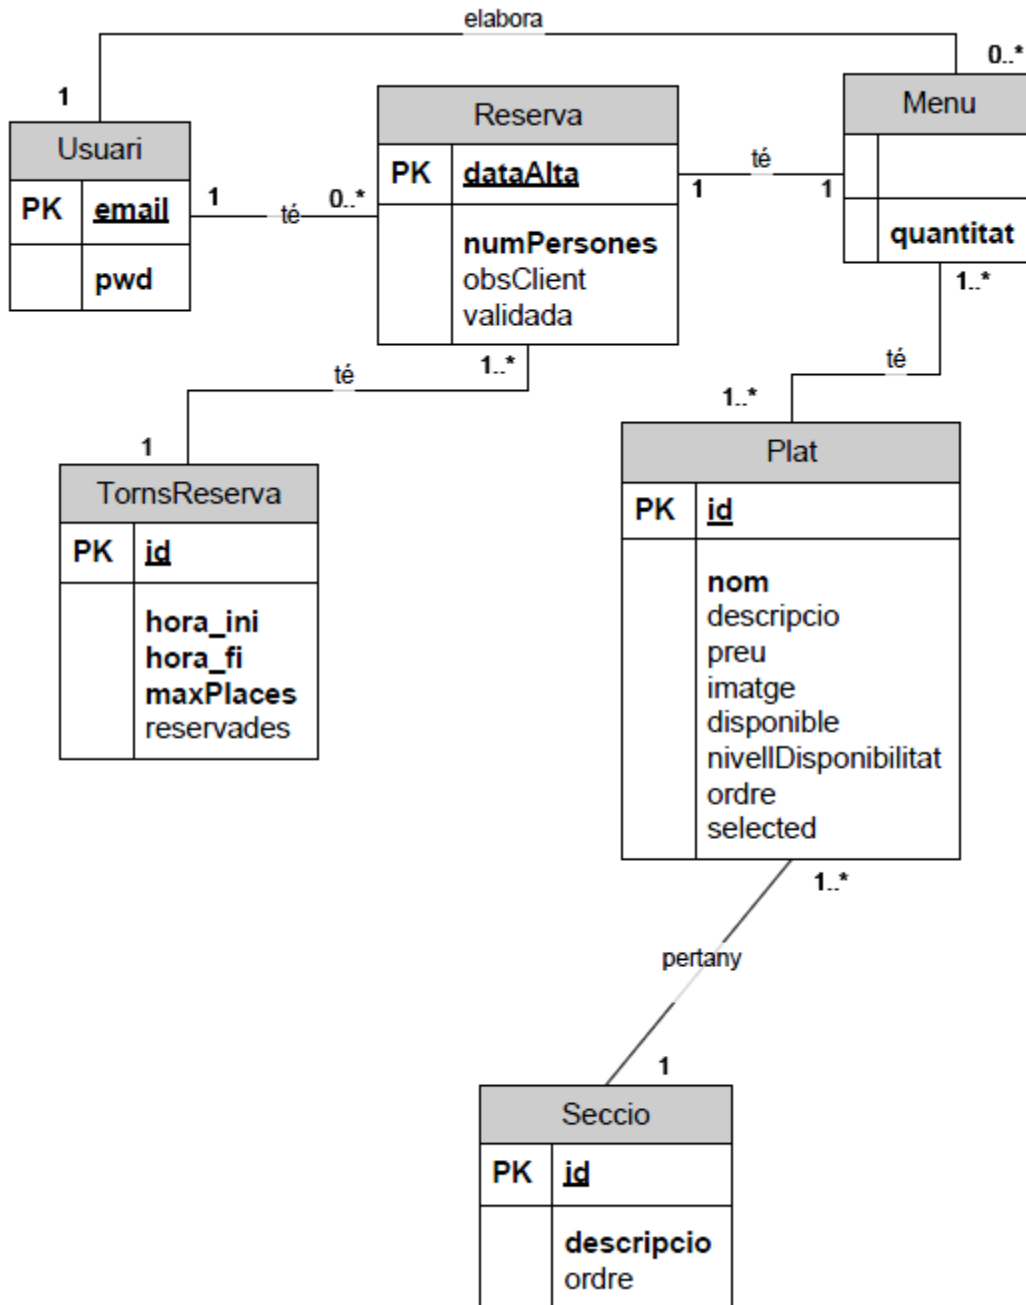 elabora
1
0..*
Usuari
PK email
pwd
1
té
0..*
Reserva
PK dataAlta
numPersones
obsClient
validada
1
té
1
Menu
quantitat
1..*
té
1..*
1..*
té
1
TornsReserva
PK id
hora_ini
hora_fi
maxPlaces
reservades
Plat
PK id
nom
descripcio
preu
imatge
disponible
nivellDisponibilitat
ordre
selected
1..*
pertany
1
Seccio
PK id
descripcio
ordre